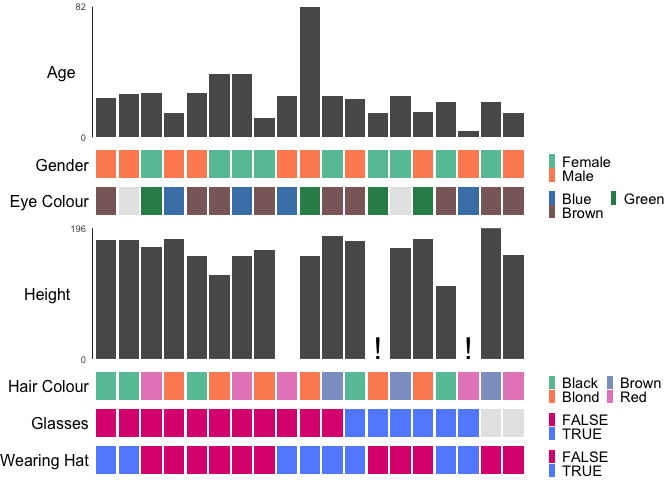 82
Age
0
Gender
Female
Male
Eye Colour
Blue Green
Brown
196
Height
! !
0
Hair Colour
Black Brown
Blond Red
Glasses
FALSE
TRUE
Wearing Hat
FALSE
TRUE